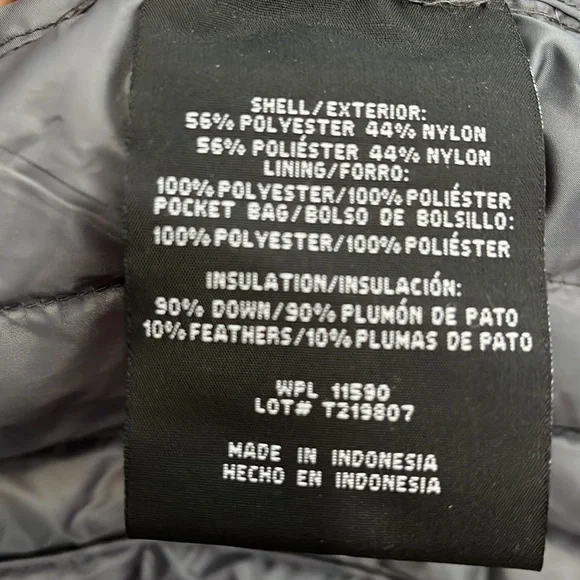 SHELL/EXTERIOR:
56% POLYESTER 44% NYLON
56% POLIÉSTER 44% NYLON
LINING/FORRO:
100% POLYESTER/100% POLIÉSTER
POCKET BAG/BOLSO DE BOLSILLO:
100% POLYESTER/100% POLIÉSTER
INSULATION/INSULACIÓN:
90% DOWN/90% PLUMÓN DE PATO
10% FEATHERS/10% PLUMAS DE PATO
WPL 11590
LOT# T219807
MADE IN INDONESIA
HECHO EN INDONESIA